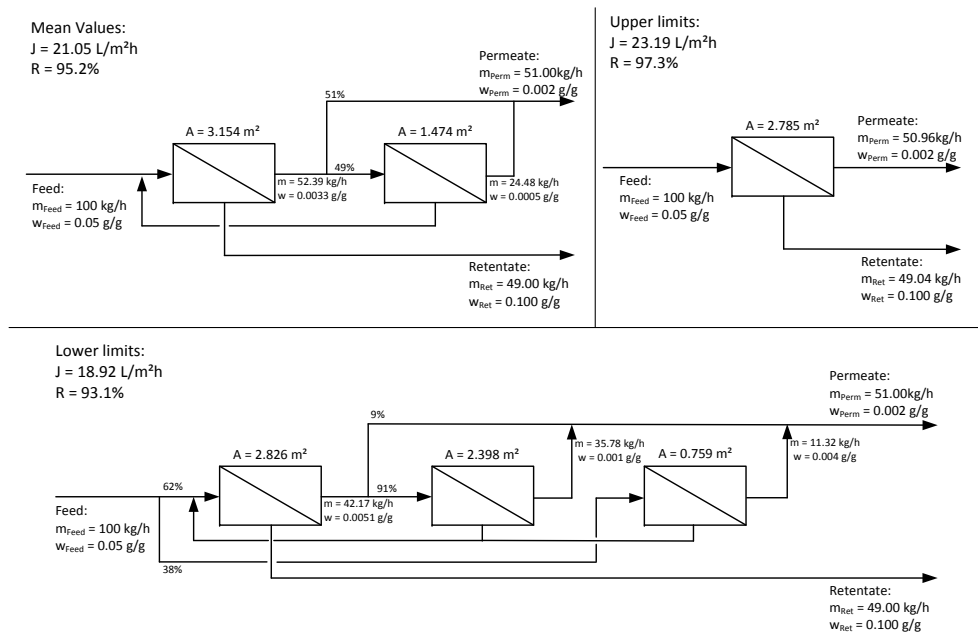 Mean Values:
J = 21.05 L/m²h
R = 95.2%
51%
Permeate:
m_Perm = 51.00kg/h
w_Perm = 0.002 g/g
A = 3.154 m²
A = 1.474 m²
49%
m = 52.39 kg/h
w = 0.0033 g/g
m = 24.48 kg/h
w = 0.0005 g/g
Feed:
m_Feed = 100 kg/h
w_Feed = 0.05 g/g
Retentate:
m_Ret = 49.00 kg/h
w_Ret = 0.100 g/g
Upper limits:
J = 23.19 L/m²h
R = 97.3%
A = 2.785 m²
Permeate:
m_Perm = 50.96kg/h
w_Perm = 0.002 g/g
Feed:
m_Feed = 100 kg/h
w_Feed = 0.05 g/g
Retentate:
m_Ret = 49.04 kg/h
w_Ret = 0.100 g/g
Lower limits:
J = 18.92 L/m²h
R = 93.1%
Permeate:
m_Perm = 51.00kg/h
w_Perm = 0.002 g/g
9%
A = 2.826 m²
A = 2.398 m²
m = 35.78 kg/h
w = 0.001 g/g
A = 0.759 m²
m = 11.32 kg/h
w = 0.004 g/g
62%
91%
m = 42.17 kg/h
w = 0.0051 g/g
Feed:
m_Feed = 100 kg/h
w_Feed = 0.05 g/g
38%
Retentate:
m_Ret = 49.00 kg/h
w_Ret = 0.100 g/g